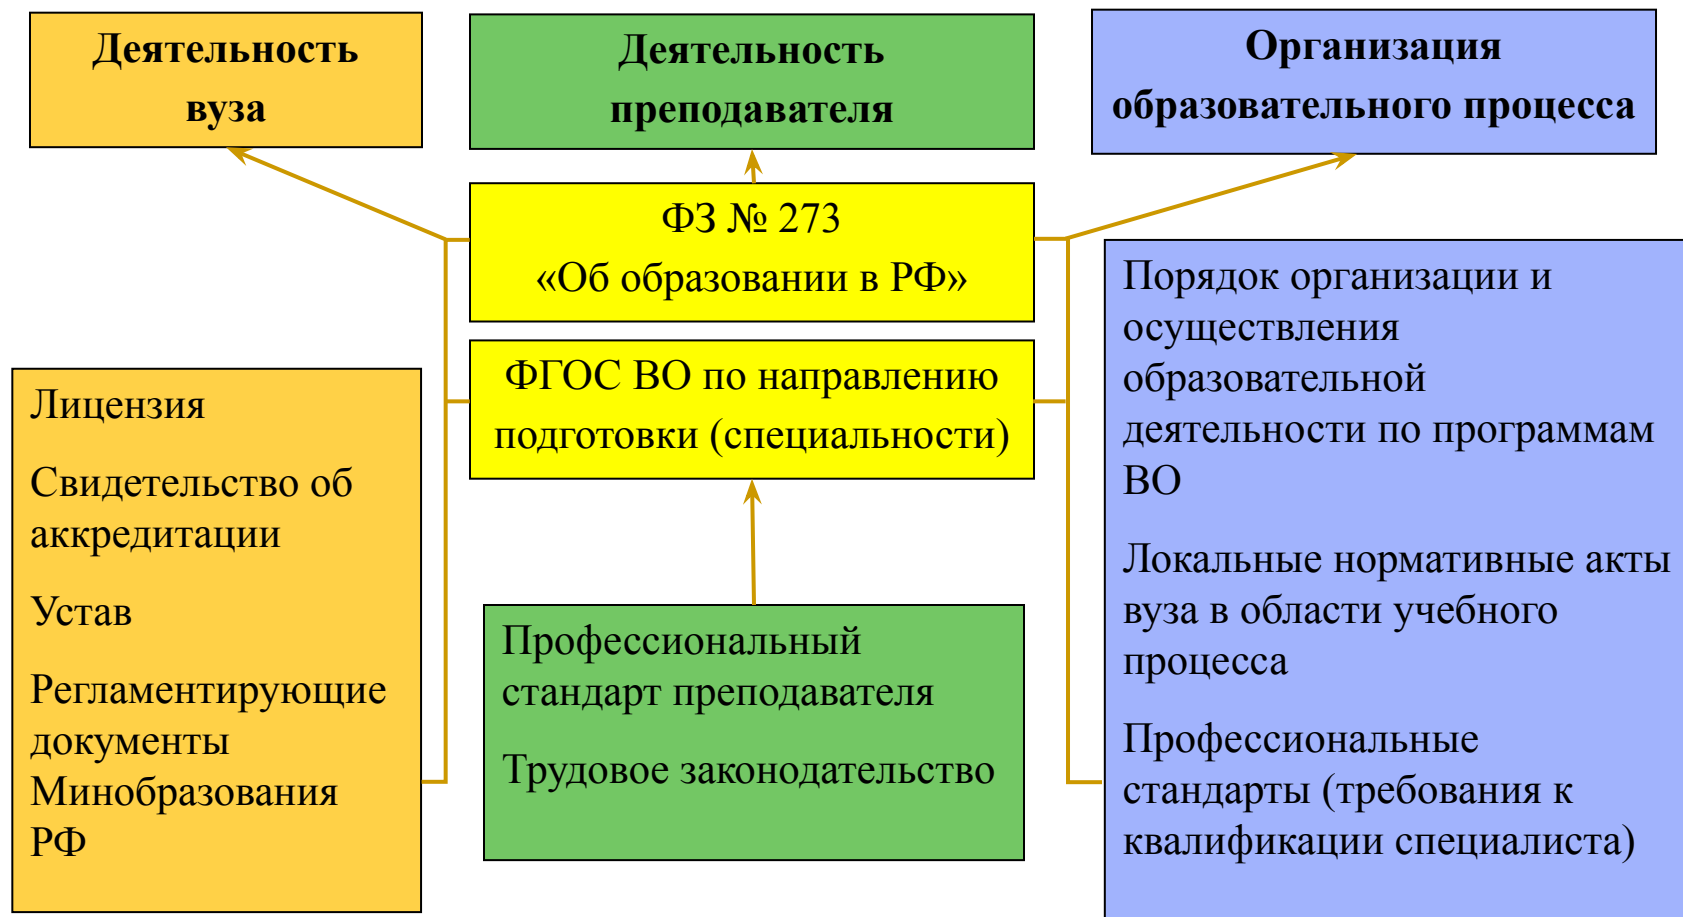 Деятельность
вуза
Деятельность
преподавателя
Организация
образовательного процесса
ФЗ № 273
«Об образовании в РФ»
ФГОС ВО по направлению
подготовки (специальности)
Лицензия
Свидетельство об
аккредитации
Устав
Регламентирующие
документы
Минобразования
РФ
Профессиональный
стандарт преподавателя
Трудовое законодательство
Порядок организации и
осуществления
образовательной
деятельности по программам
ВО
Локальные нормативные акты
вуза в области учебного
процесса
Профессиональные
стандарты (требования к
квалификации специалиста)